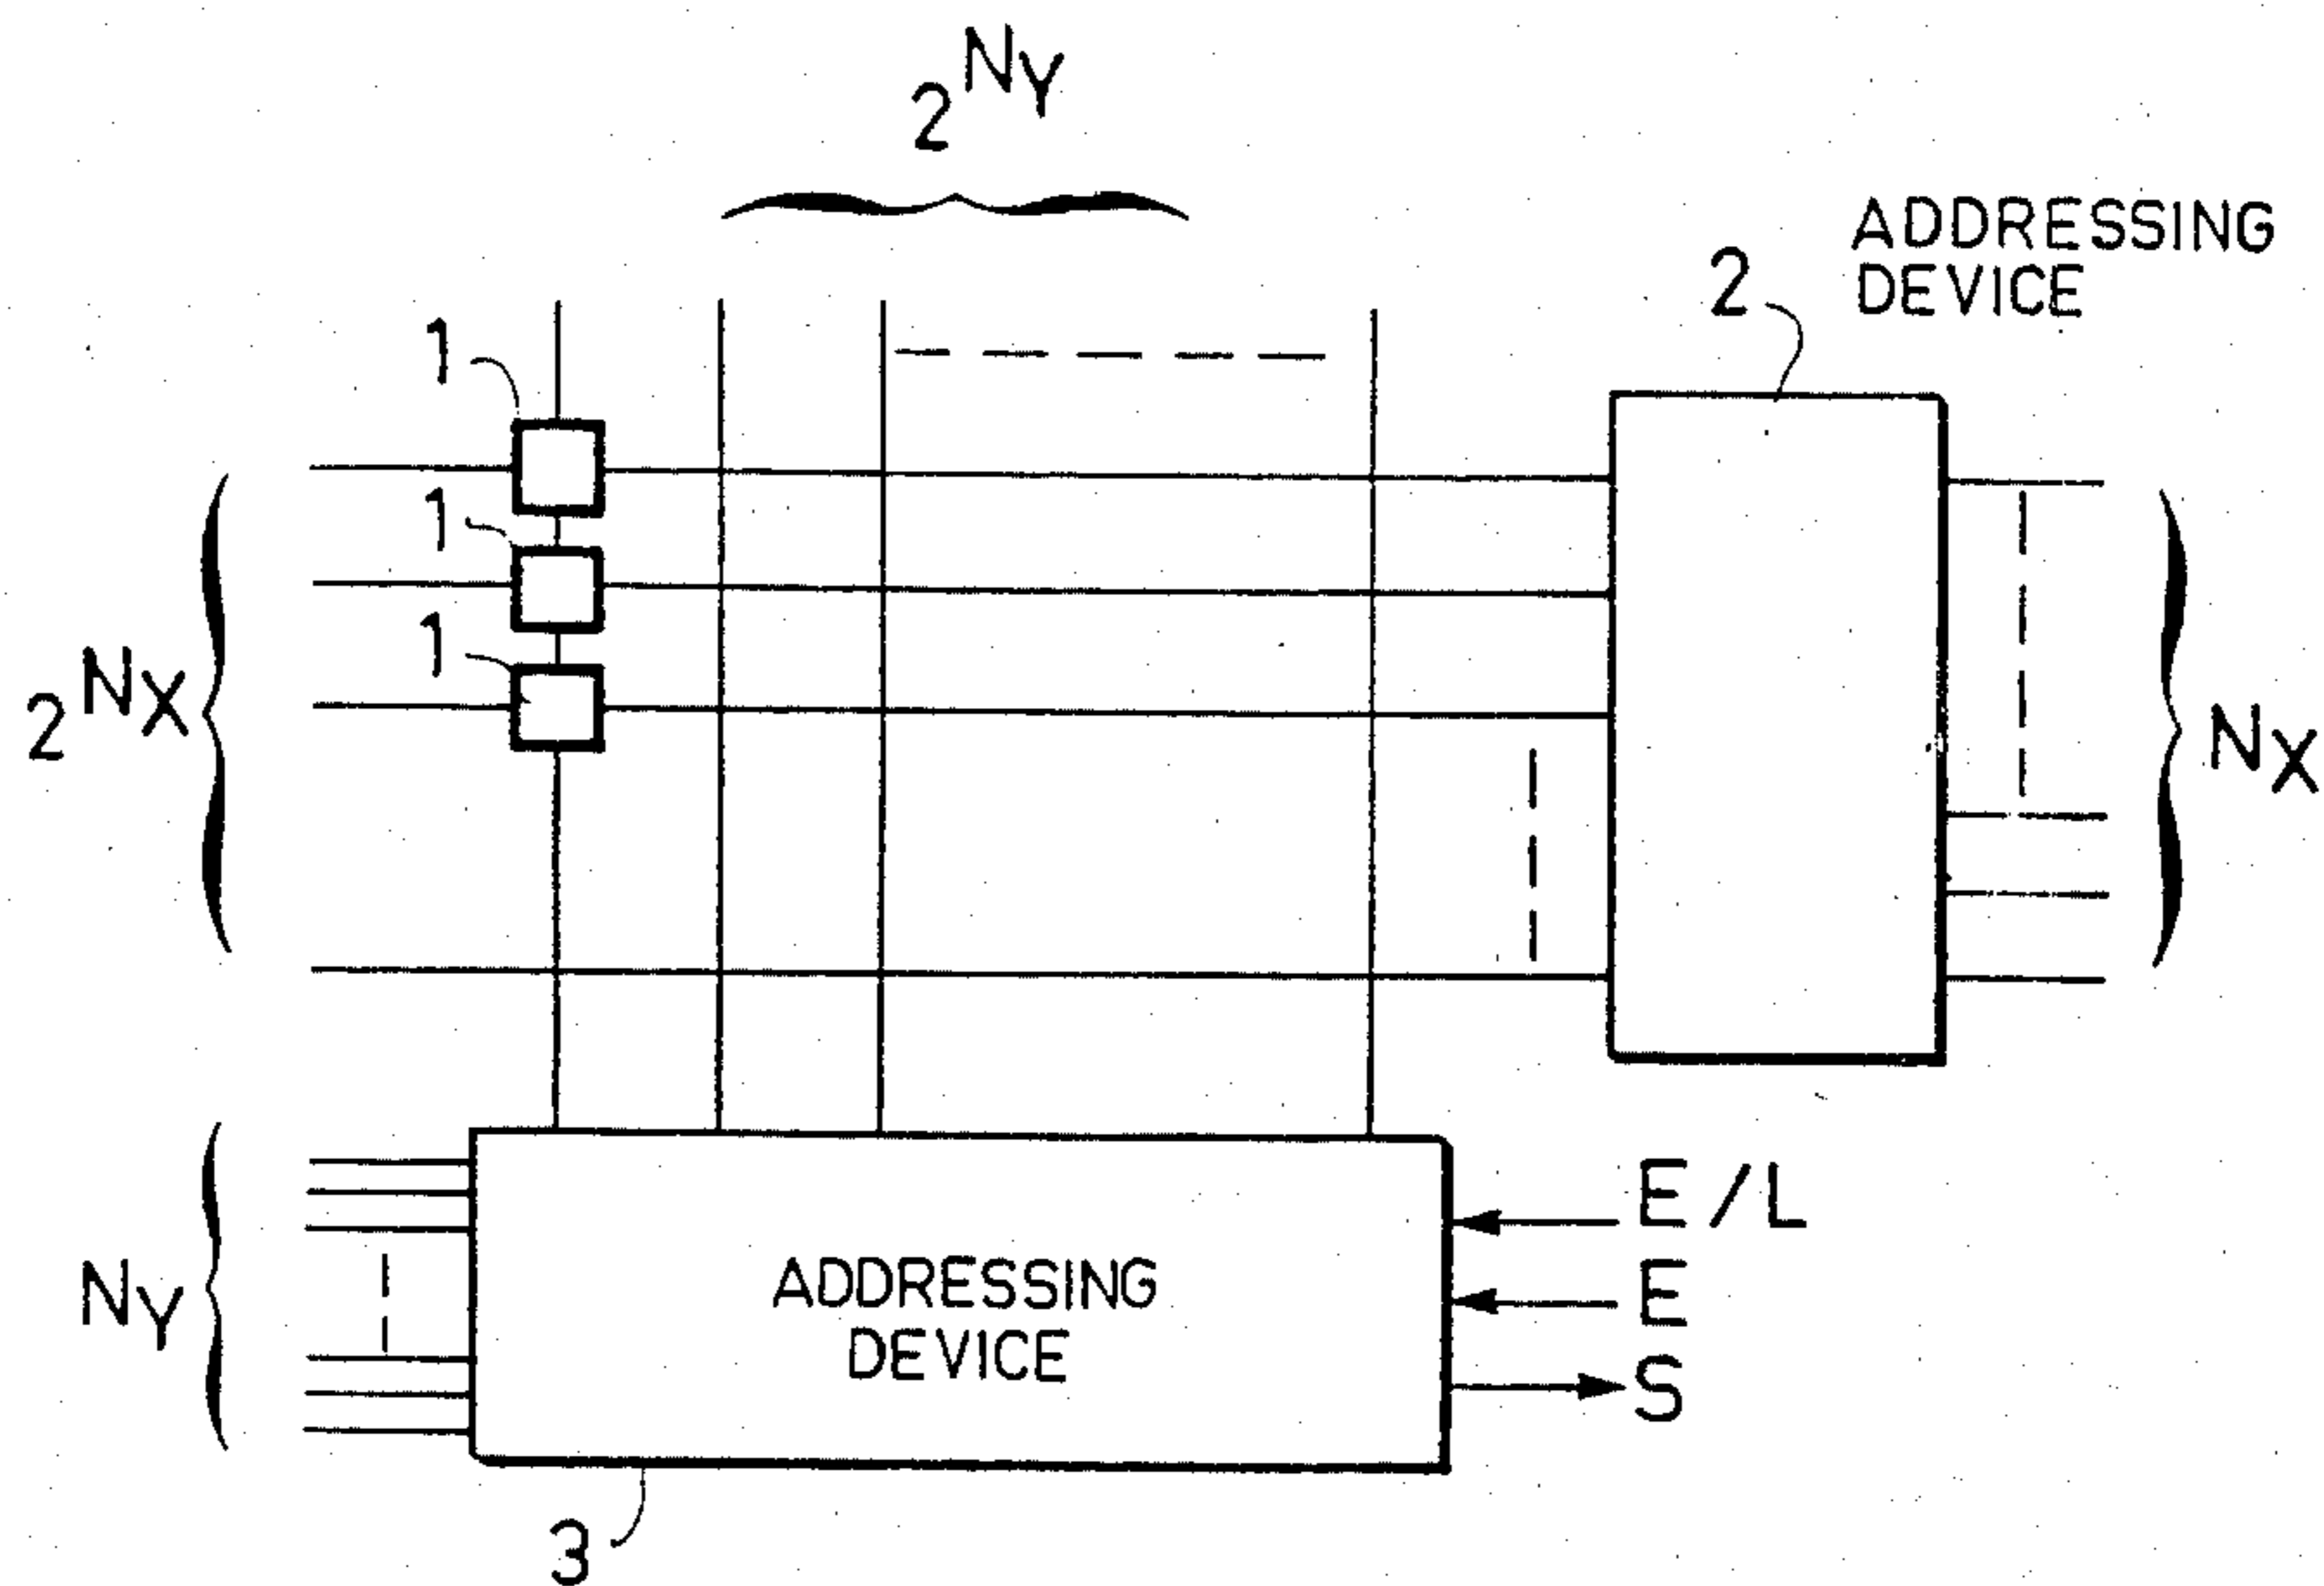 2^NY
ADDRESSING
DEVICE
2
1
1
1
2^NX
NX
NY
ADDRESSING
DEVICE
E/L
E
S
3